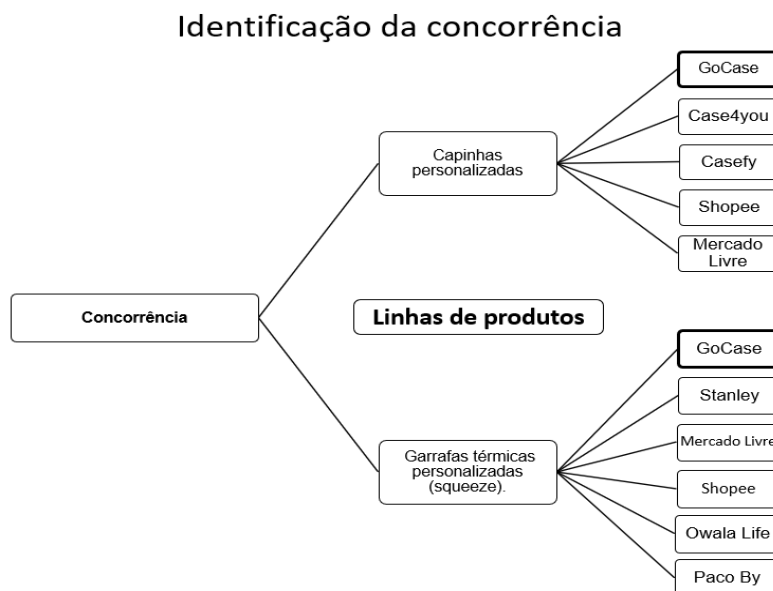 Identificação da concorrência
GoCase
Case4you
Capinhas
personalizadas
Casefy
Shopee
Mercado
Livre
Concorrência
Linhas de produtos
GoCase
Stanley
Garrafas térmicas
personalizadas
(squeeze).
Mercado Livre
Shopee
Owala Life
Paco By